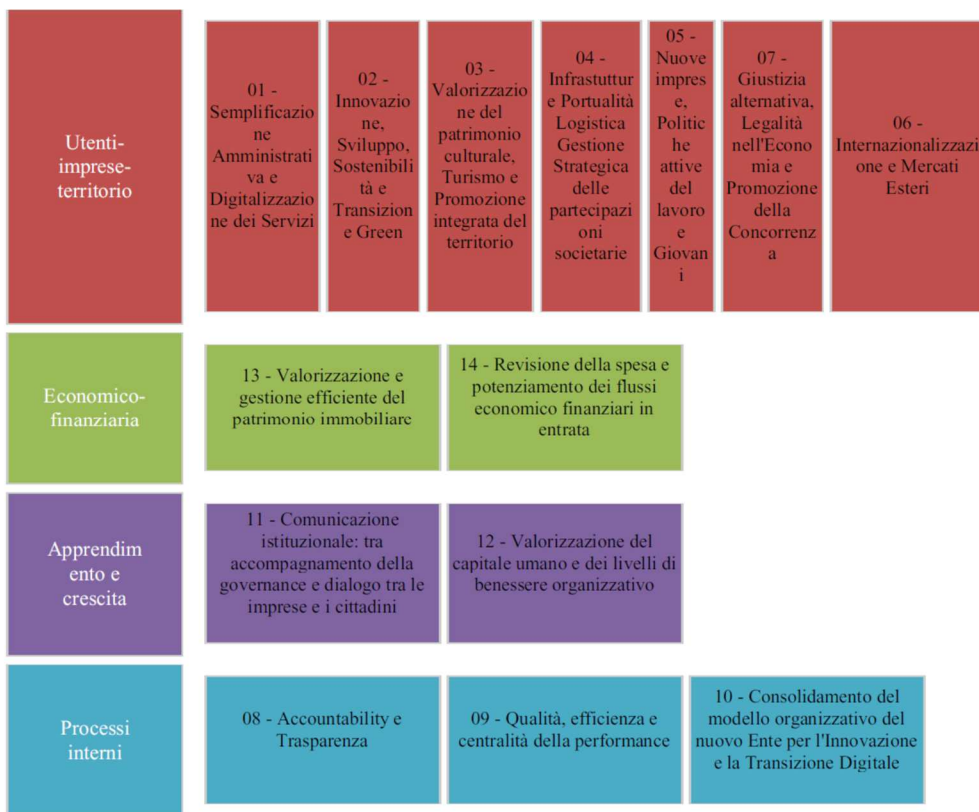 Utenti-
imprese-
territorio
01 -
Semplificazion
e
Amministrati
va e
Digitalizzazio
ne dei Servizi
02 -
Innovazio
ne,
Sviluppo,
Sostenibili
tà e
Transizion
e Green
03 -
Valorizzazio
ne del
patrimonio
culturale,
Turismo e
Promozione
integrata del
territorio
04 -
Infrastuttur
e Portualità
Logistica
Gestione
Strategica
delle
partecipazi
oni
societarie
05 -
Nuove
impres
e,
Politic
he
attive
del
lavoro e
Giovan
i
07 -
Giustizia
alternativa,
Legalità
nell'Econo
mia e
Promozione
della
Concorrenz
a
06 -
Internazionalizzazi
one e Mercati
Esteri
Economico-
finanziaria
13 - Valorizzazione e
gestione efficiente del
patrimonio immobiliare
14 - Revisione della spesa e
potenziamento dei flussi
economico finanziari in
entrata
Apprendim
ento e
crescita
11 - Comunicazione
istituzionale: tra
accompagnamento della
governance e dialogo tra le
imprese e i cittadini
12 - Valorizzazione del
capitale umano e dei livelli di
benessere organizzativo
Processi
interni
08 - Accountability e
Trasparenza
09 - Qualità, efficienza e
centralità della performance
10 - Consolidamento del
modello organizzativo del
nuovo Ente per l'Innovazione
e la Transizione Digitale